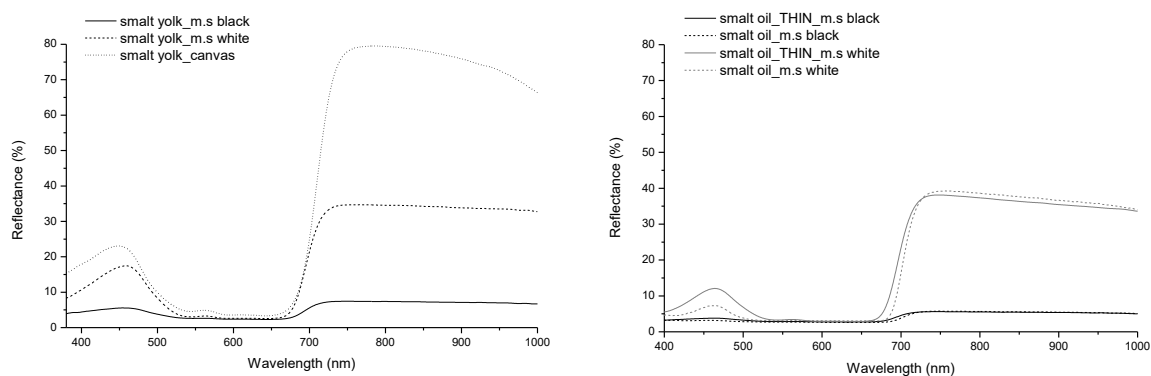 smalt yolk_m.s black
smalt yolk_m.s white
smalt yolk_canvas
80
70
60
50
40
30
20
10
0
Reflectance (%)
400 500 600 700 800 900 1000
Wavelength (nm)
smalt oil_THIN_m.s black
smalt oil_m.s black
smalt oil_THIN_m.s white
smalt oil_m.s white
80
70
60
50
40
30
20
10
0
Reflectance (%)
400 500 600 700 800 900 1000
Wavelength (nm)